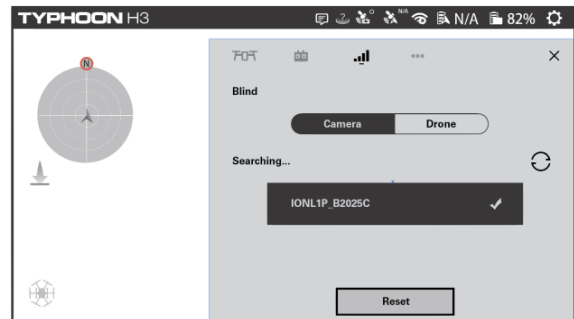 TYPHOON H3 N/A N/A 82%
N
Blind
Camera Drone
Searching...
IONL1P_B2025C
Reset